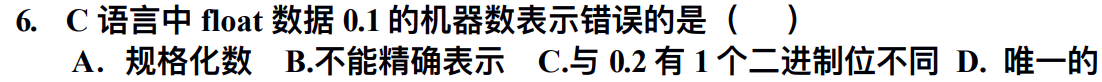 6. C 语言中 float 数据 0.1 的机器数表示错误的是（ ）
A. 规格化数 B.不能精确表示 C.与 0.2 有 1 个二进制位不同 D. 唯一的